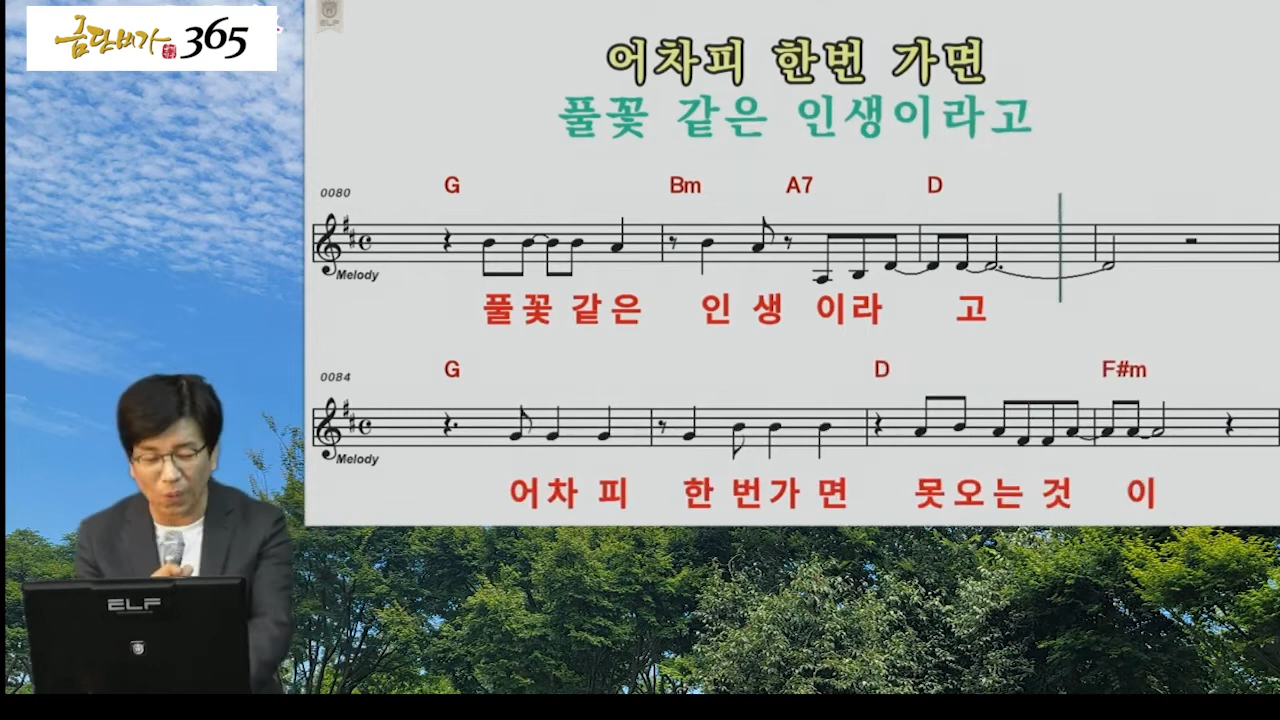 금단비가 365
ELF
어차피 한번 가면
풀꽃 같은 인생이라고
0080
G Bm A7 D
Melody
풀꽃 같은 인 생 이라 고
0084
G D F#m
Melody
어차 피 한 번가 면 못오는 것 이
ELF